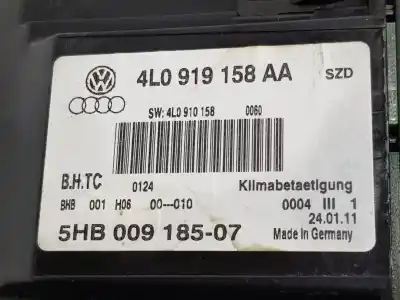 4L0 919 158 AA SZD
SW: 4L0 910 158 0060
B.H.TC 0124 Klimabetaetigung
BHB 001 H06 00---010 0004 III 1
24.01.11
5HB 009 185-07 Made in Germany